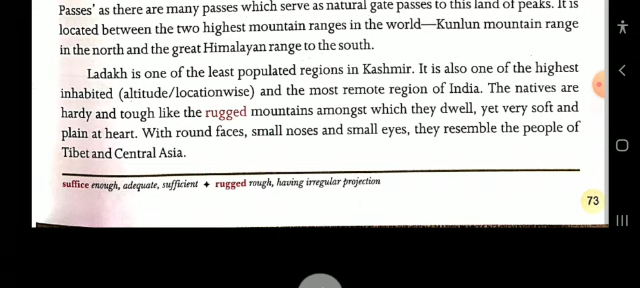 Passes' as there are many passes which serve as natural gate passes to this land of peaks. It is
located between the two highest mountain ranges in the world—Kunlun mountain range
in the north and the great Himalayan range to the south.
Ladakh is one of the least populated regions in Kashmir. It is also one of the highest
inhabited (altitude/locationwise) and the most remote region of India. The natives are
hardy and tough like the rugged mountains amongst which they dwell, yet very soft and
plain at heart. With round faces, small noses and small eyes, they resemble the people of
Tibet and Central Asia.
suffice enough, adequate, sufficient ✦ rugged rough, having irregular projection
73